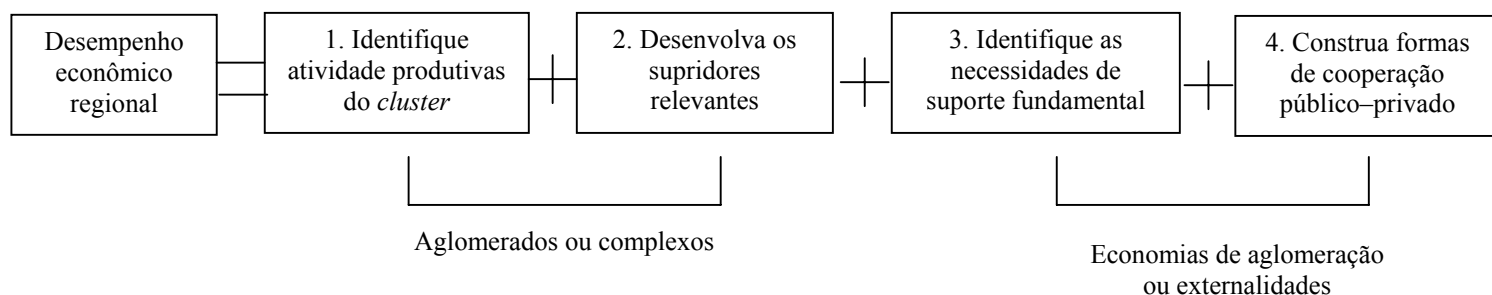 Desempenho
econômico
regional
1. Identifique
atividade produtivas
do cluster
2. Desenvolva os
supridores
relevantes
3. Identifique as
necessidades de
suporte fundamental
4. Construa formas
de cooperação
público–privado
Aglomerados ou complexos
Economias de aglomeração
ou externalidades